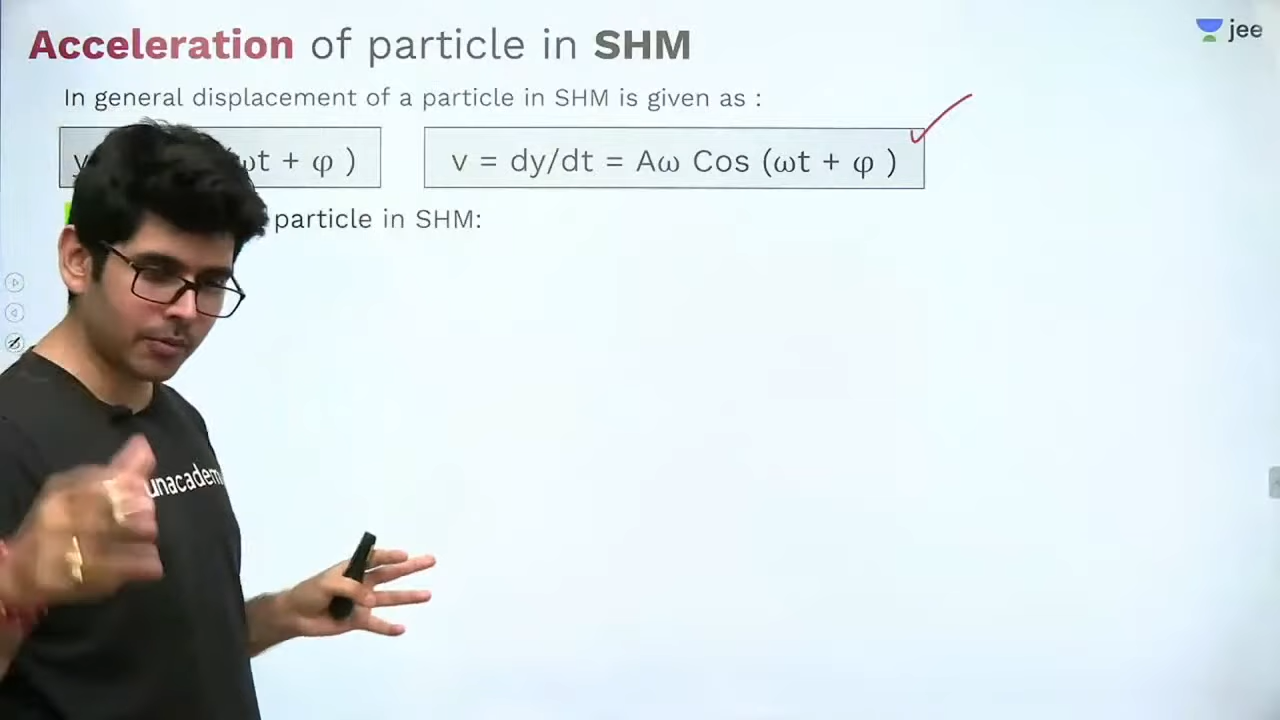 Acceleration of particle in SHM
jee
In general displacement of a particle in SHM is given as :
y (ωt + φ )
v = dy/dt = Aω Cos (ωt + φ )
particle in SHM:
unacadem